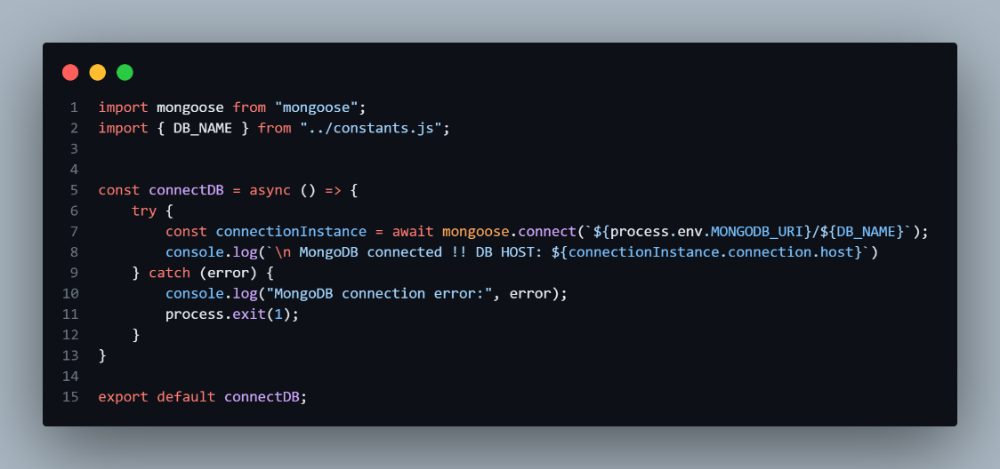 1 import mongoose from "mongoose";
2 import { DB_NAME } from "../constants.js";
3
4
5 const connectDB = async () => {
6     try {
7         const connectionInstance = await mongoose.connect(`${process.env.MONGODB_URI}/${DB_NAME}`);
8         console.log(`\n MongoDB connected !! DB HOST: ${connectionInstance.connection.host}`)
9     } catch (error) {
10         console.log("MongoDB connection error:", error);
11         process.exit(1);
12     }
13 }
14
15 export default connectDB;